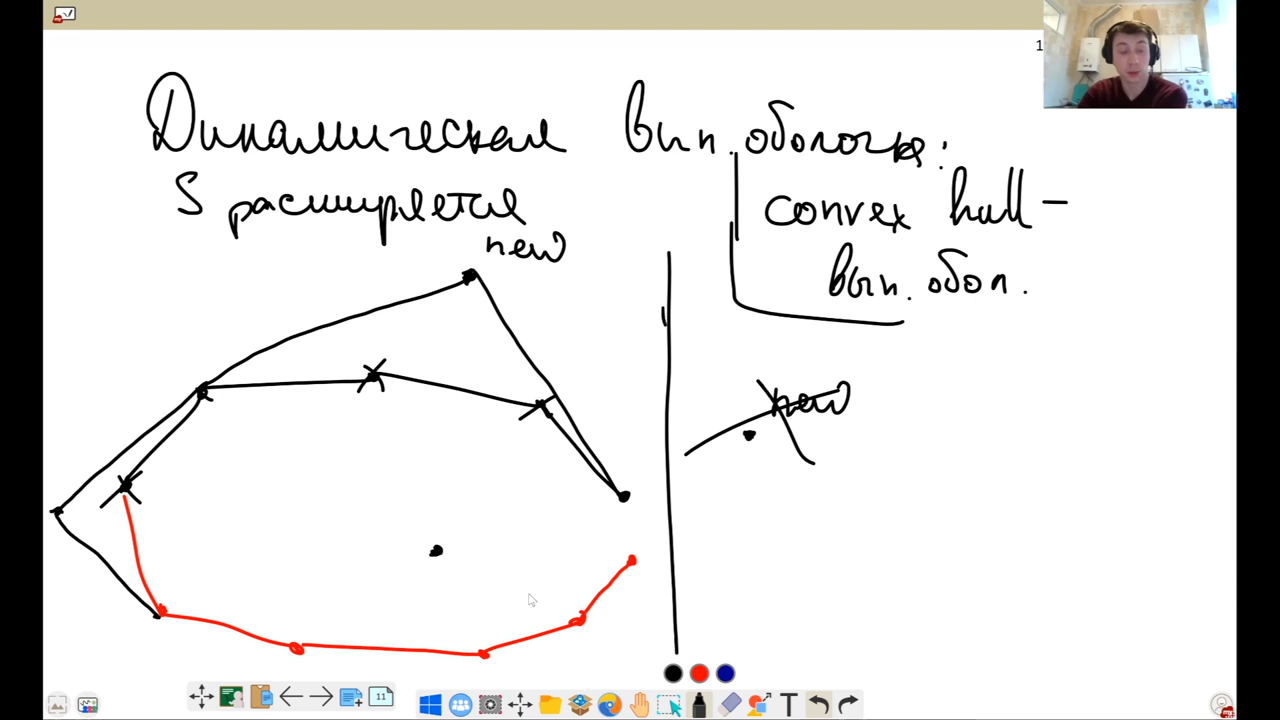 Динамическая вып. оболочка:
S расширяется
convex hull -
вып. обол.
new
new
1
11
T